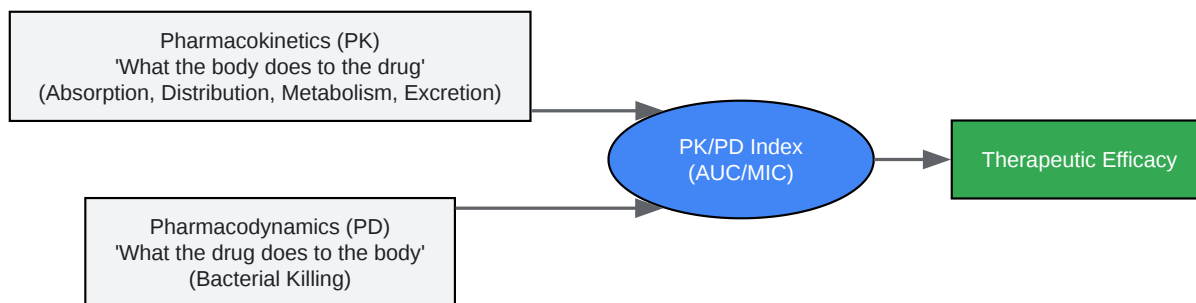 Pharmacokinetics (PK)
'What the body does to the drug'
(Absorption, Distribution, Metabolism, Excretion)
Pharmacodynamics (PD)
'What the drug does to the body'
(Bacterial Killing)
PK/PD Index
(AUC/MIC)
Therapeutic Efficacy